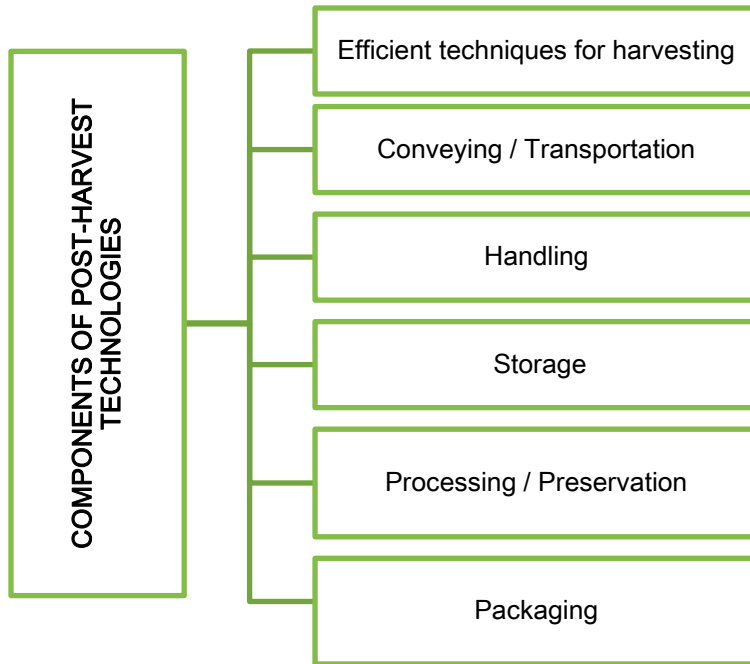 COMPONENTS OF POST-HARVEST
TECHNOLOGIES
Efficient techniques for harvesting
Conveying / Transportation
Handling
Storage
Processing / Preservation
Packaging